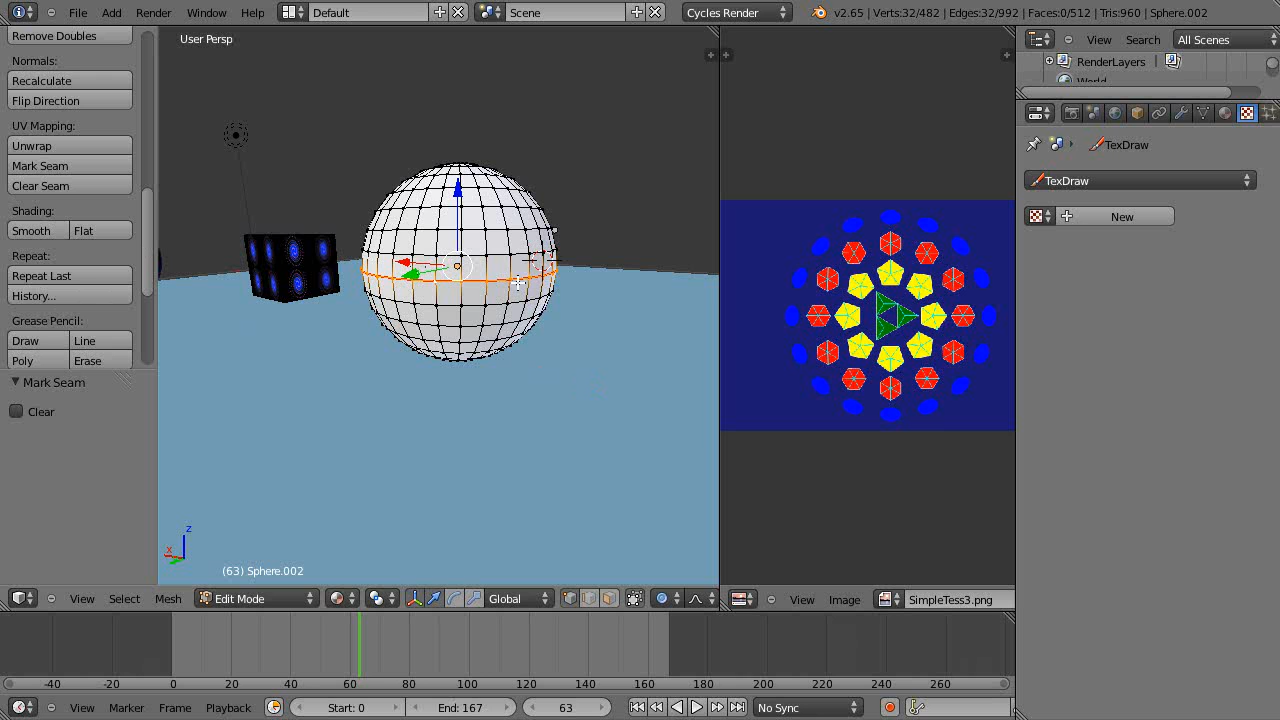 File Add Render Window Help Default Scene Cycles Render v2.65 | Verts:32/482 | Edges:32/992 | Faces:0/512 | Tris:960 | Sphere.002
Remove Doubles
Normals:
Recalculate
Flip Direction
UV Mapping:
Unwrap
Mark Seam
Clear Seam
Shading:
Smooth Flat
Repeat:
Repeat Last
History...
Grease Pencil:
Draw Line
Poly Erase
Mark Seam
Clear
User Persp
z
x
(63) Sphere.002
View Select Mesh Edit Mode Global
View Image SimpleTess3.png
View Search All Scenes
RenderLayers |
World
TexDraw
TexDraw
New
-40 -20 0 20 40 60 80 100 120 140 160 180 200 220 240 260
View Marker Frame Playback Start: 0 End: 167 63 No Sync